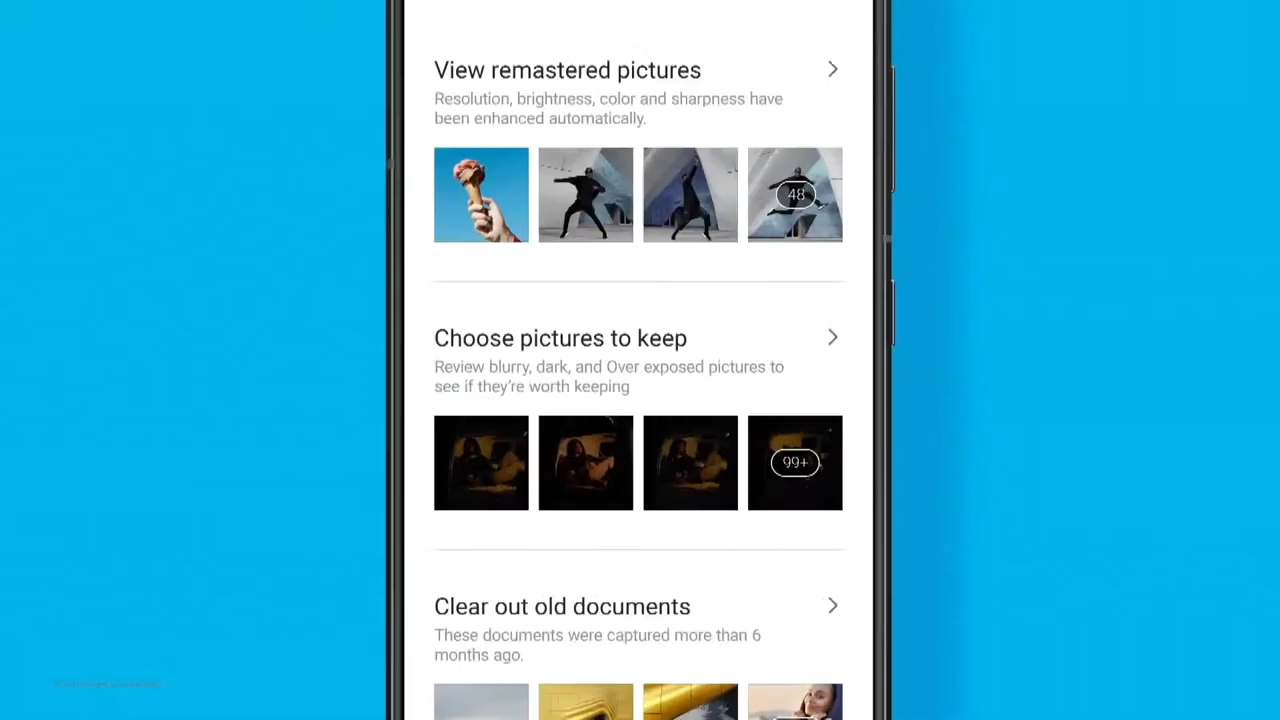 View remastered pictures
Resolution, brightness, color and sharpness have
been enhanced automatically.
48
Choose pictures to keep
Review blurry, dark, and Over exposed pictures to
see if they're worth keeping
99+
Clear out old documents
These documents were captured more than 6
months ago.